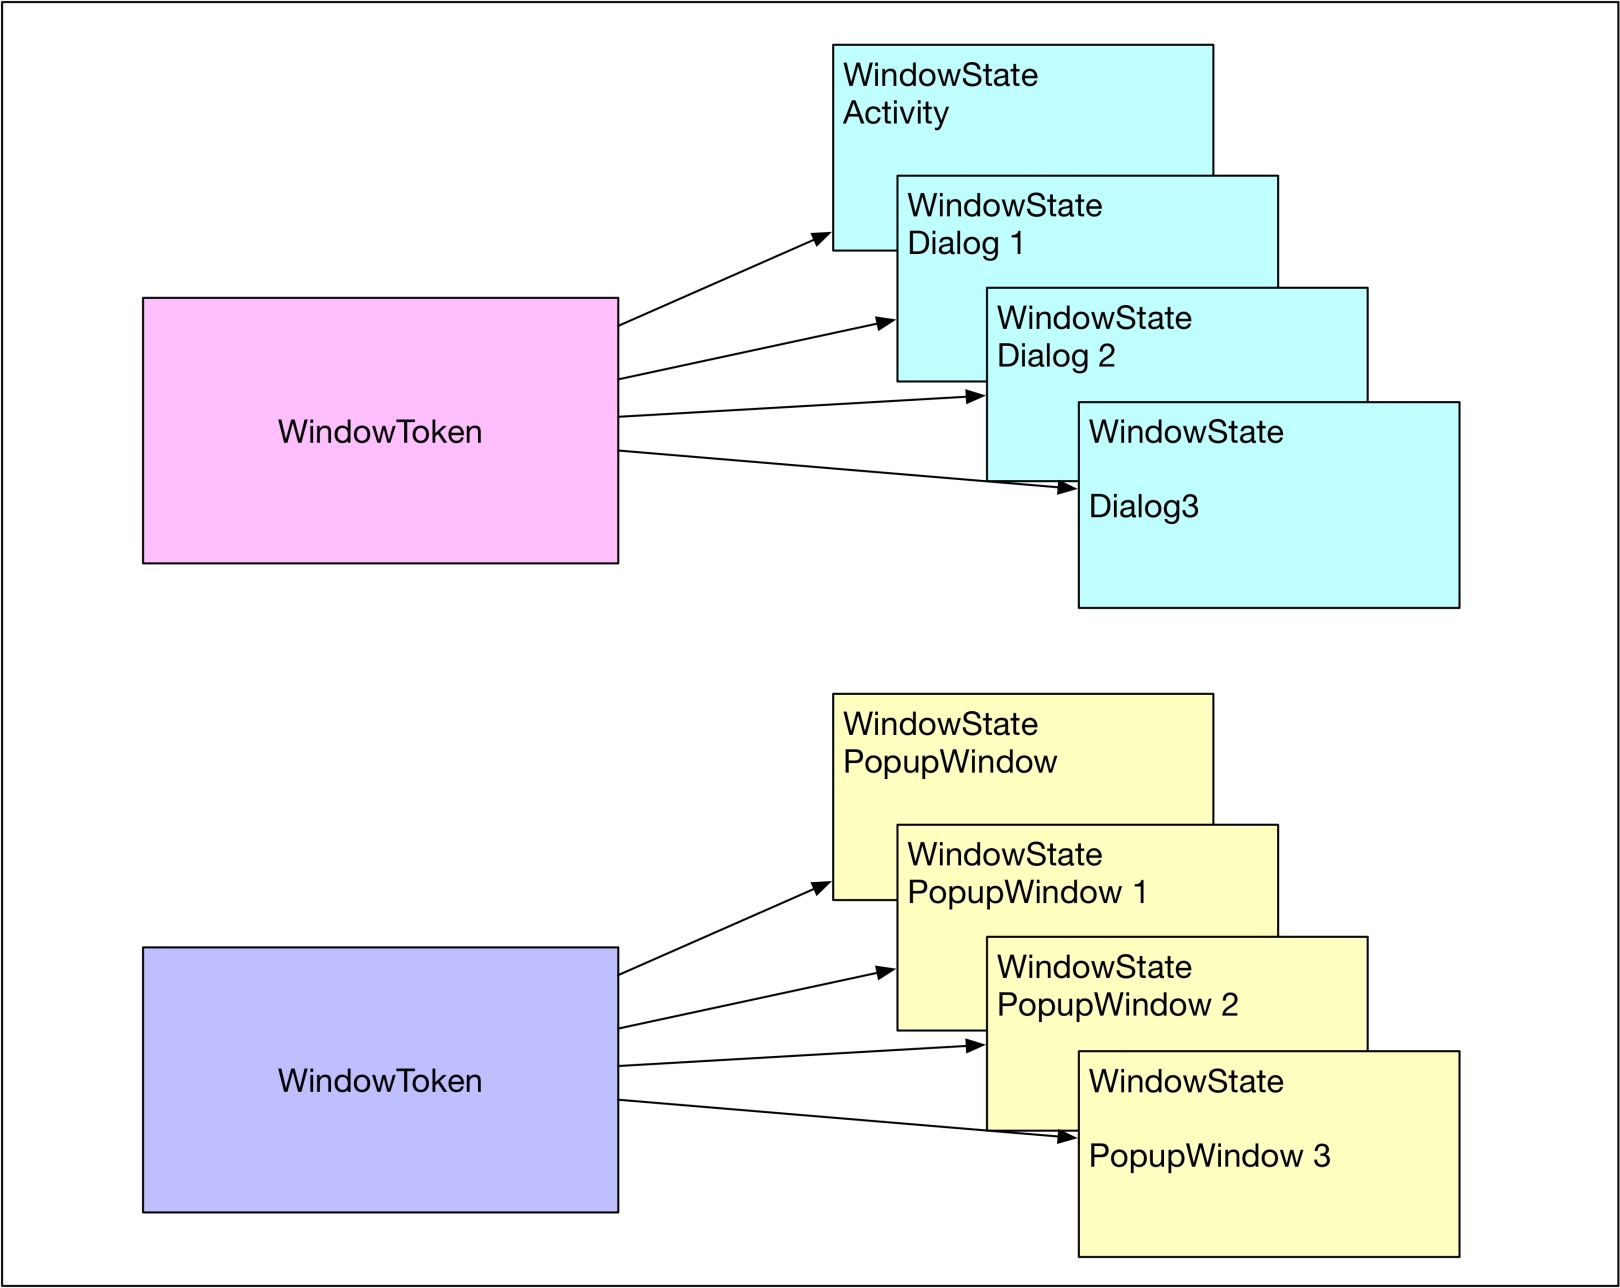 WindowState
Activity
WindowState
Dialog 1
WindowState
Dialog 2
WindowToken
WindowState
Dialog3
WindowState
PopupWindow
WindowState
PopupWindow 1
WindowState
PopupWindow 2
WindowToken
WindowState
PopupWindow 3